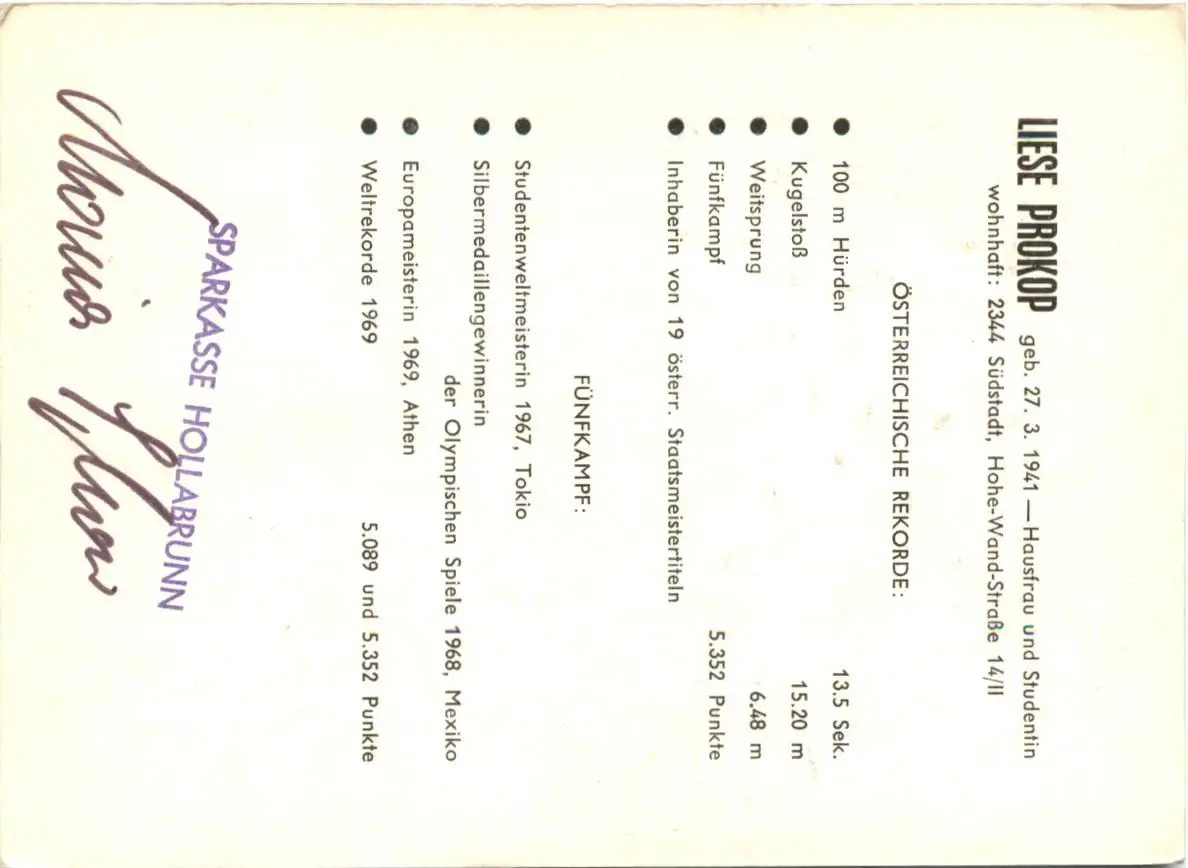 LIESE PROKOP geb. 27. 3. 1941 — Hausfrau und Studentin
wohnhaft: 2344 Südstadt, Hohe-Wand-Straße 14/II
ÖSTERREICHISCHE REKORDE:
● 100 m Hürden 13.5 Sek.
● Kugelstoß 15.20 m
● Weitsprung 6.48 m
● Fünfkampf 5.352 Punkte
● Inhaberin von 19 österr. Staatsmeistertiteln
FÜNFKAMPF:
● Studentenweltmeisterin 1967, Tokio
● Silbermedaillengewinnerin
der Olympischen Spiele 1968, Mexiko
● Europameisterin 1969, Athen
● Weltrekorde 1969 5.089 und 5.352 Punkte
SPARKASSE HOLLABRUNN